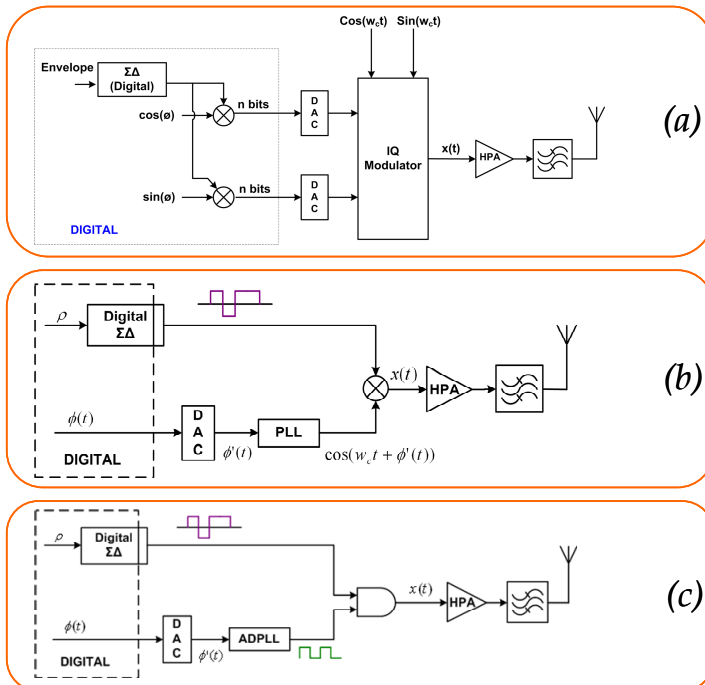 Cos(wct) Sin(wct)
Envelope
ΣΔ
(Digital)
cos(ø)
n bits
D
A
C
sin(ø)
n bits
D
A
C
DIGITAL
IQ
Modulator
x(t)
HPA
(a)
ρ
Digital
ΣΔ
ϕ(t)
DIGITAL
D
A
C
ϕ'(t)
PLL
cos(wc t + ϕ'(t))
x(t)
HPA
(b)
ρ
Digital
ΣΔ
ϕ(t)
DIGITAL
D
A
C
ϕ'(t)
ADPLL
x(t)
HPA
(c)